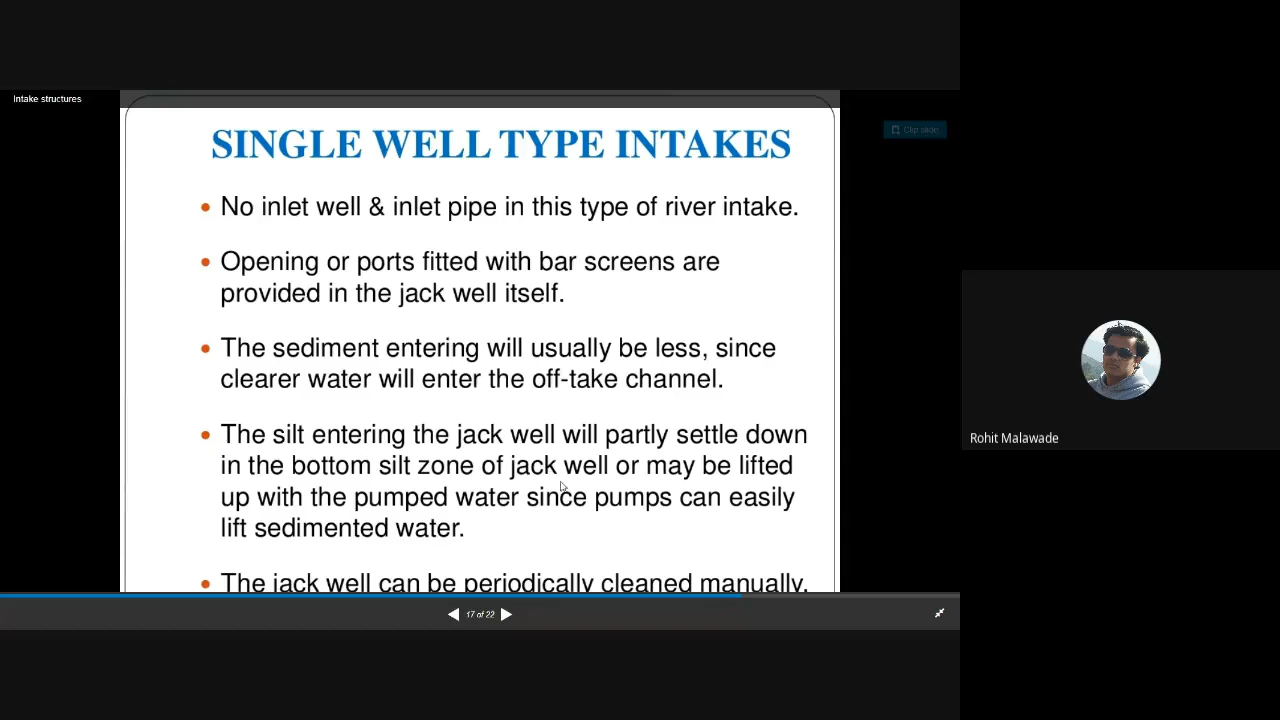 Intake structures
Clip slide
SINGLE WELL TYPE INTAKES
• No inlet well & inlet pipe in this type of river intake.
• Opening or ports fitted with bar screens are
provided in the jack well itself.
• The sediment entering will usually be less, since
clearer water will enter the off-take channel.
• The silt entering the jack well will partly settle down
in the bottom silt zone of jack well or may be lifted
up with the pumped water since pumps can easily
lift sedimented water.
• The jack well can be periodically cleaned manually,
17 of 22
Rohit Malawade